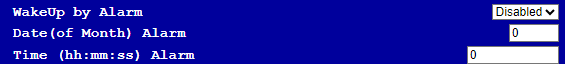 WakeUp by Alarm Disabled
Date(of Month) Alarm 0
Time (hh:mm:ss) Alarm 0